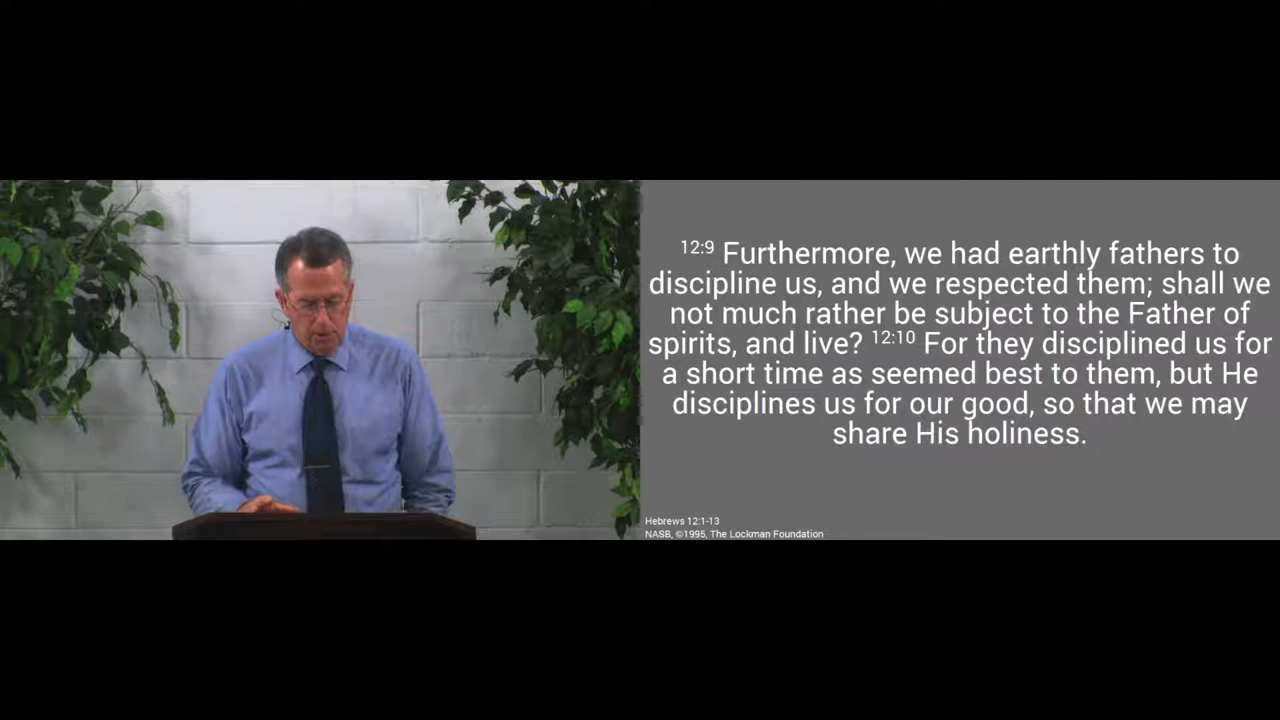 12:9 Furthermore, we had earthly fathers to
discipline us, and we respected them; shall we
not much rather be subject to the Father of
spirits, and live? 12:10 For they disciplined us for
a short time as seemed best to them, but He
disciplines us for our good, so that we may
share His holiness.
Hebrews 12:1-13
NASB, ©1995, The Lockman Foundation